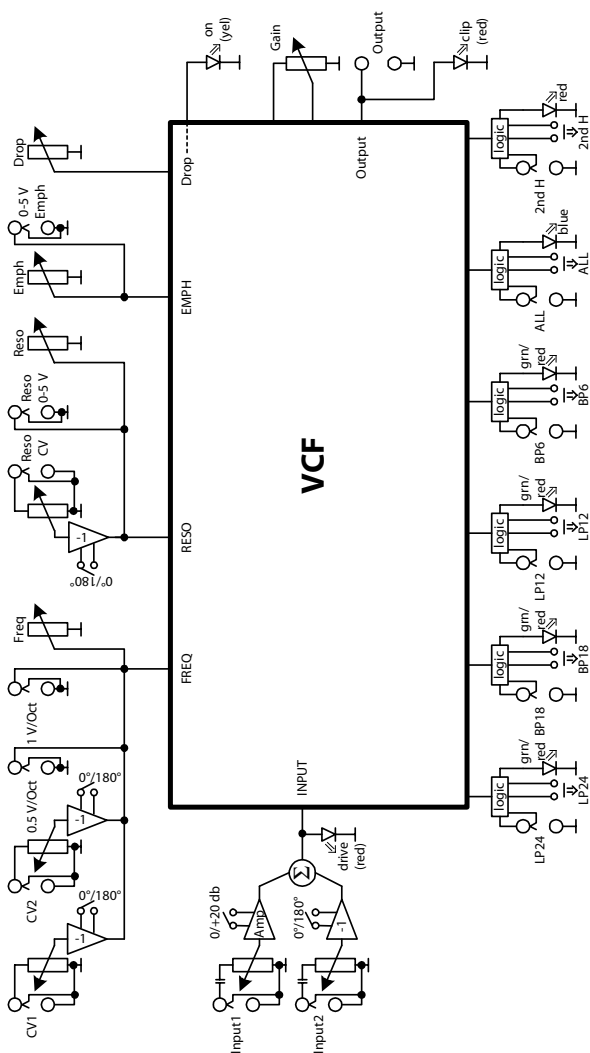 on
(yel)
Gain
Output
clip
(red)
Drop
0-5 V
Emph
Emph
Reso
Reso
0-5 V
Reso
CV
-1
0°/180°
Freq
1 V/Oct
0.5 V/Oct
0°/180°
-1
CV2
0°/180°
-1
CV1
Drop
Output
EMPH
RESO
FREQ
INPUT
VCF
drive
(red)
Σ
0/+20 db
Amp
0°/180°
-1
Input1
Input2
logic
red
2nd H
2nd H
logic
blue
ALL
ALL
logic
grn/
red
BP6
BP6
logic
grn/
red
LP12
LP12
logic
grn/
red
BP18
BP18
logic
grn/
red
LP24
LP24